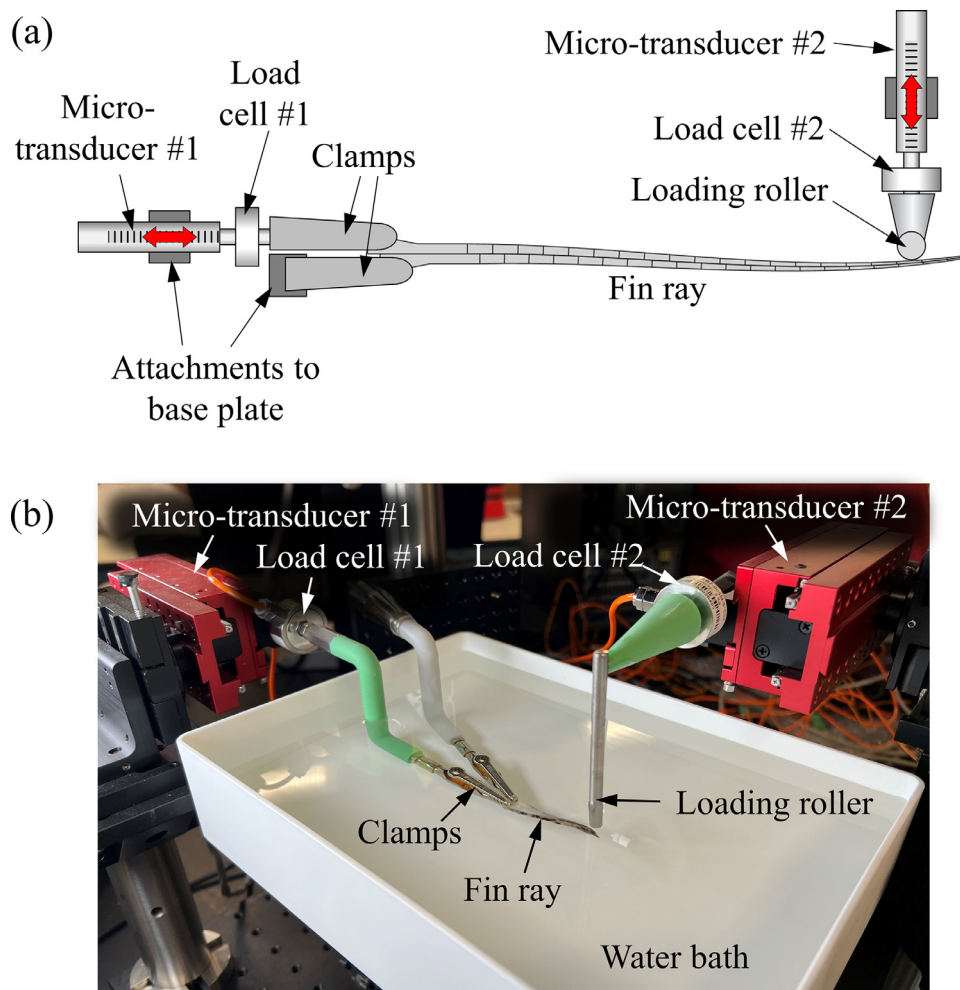 (a)
Micro-transducer #2
Load
cell #1
Micro-
transducer #1
Clamps
Load cell #2
Loading roller
Fin ray
Attachments to
base plate
(b)
Micro-transducer #1
Load cell #1
Micro-transducer #2
Load cell #2
Loading roller
Clamps
Fin ray
Water bath